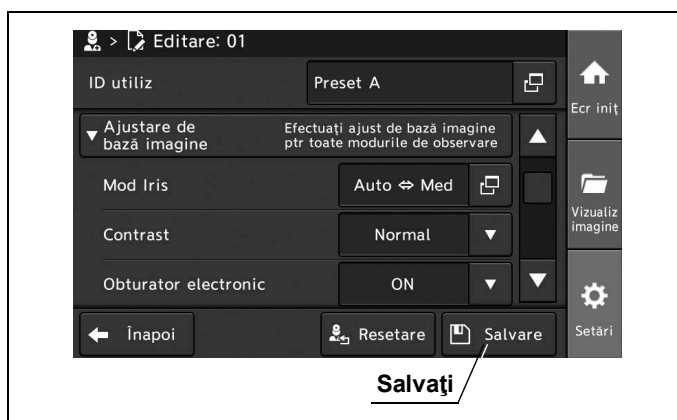 > Editare: 01
ID utiliz Preset A
Ecr iniţ
▼ Ajustare de bază imagine
Efectuaţi ajust de bază imagine
ptr toate modurile de observare
Mod Iris Auto ⇔ Med
Vizualiz
imagine
Contrast Normal
Obturator electronic ON
Înapoi Resetare Salvare
Setări
Salvaţi